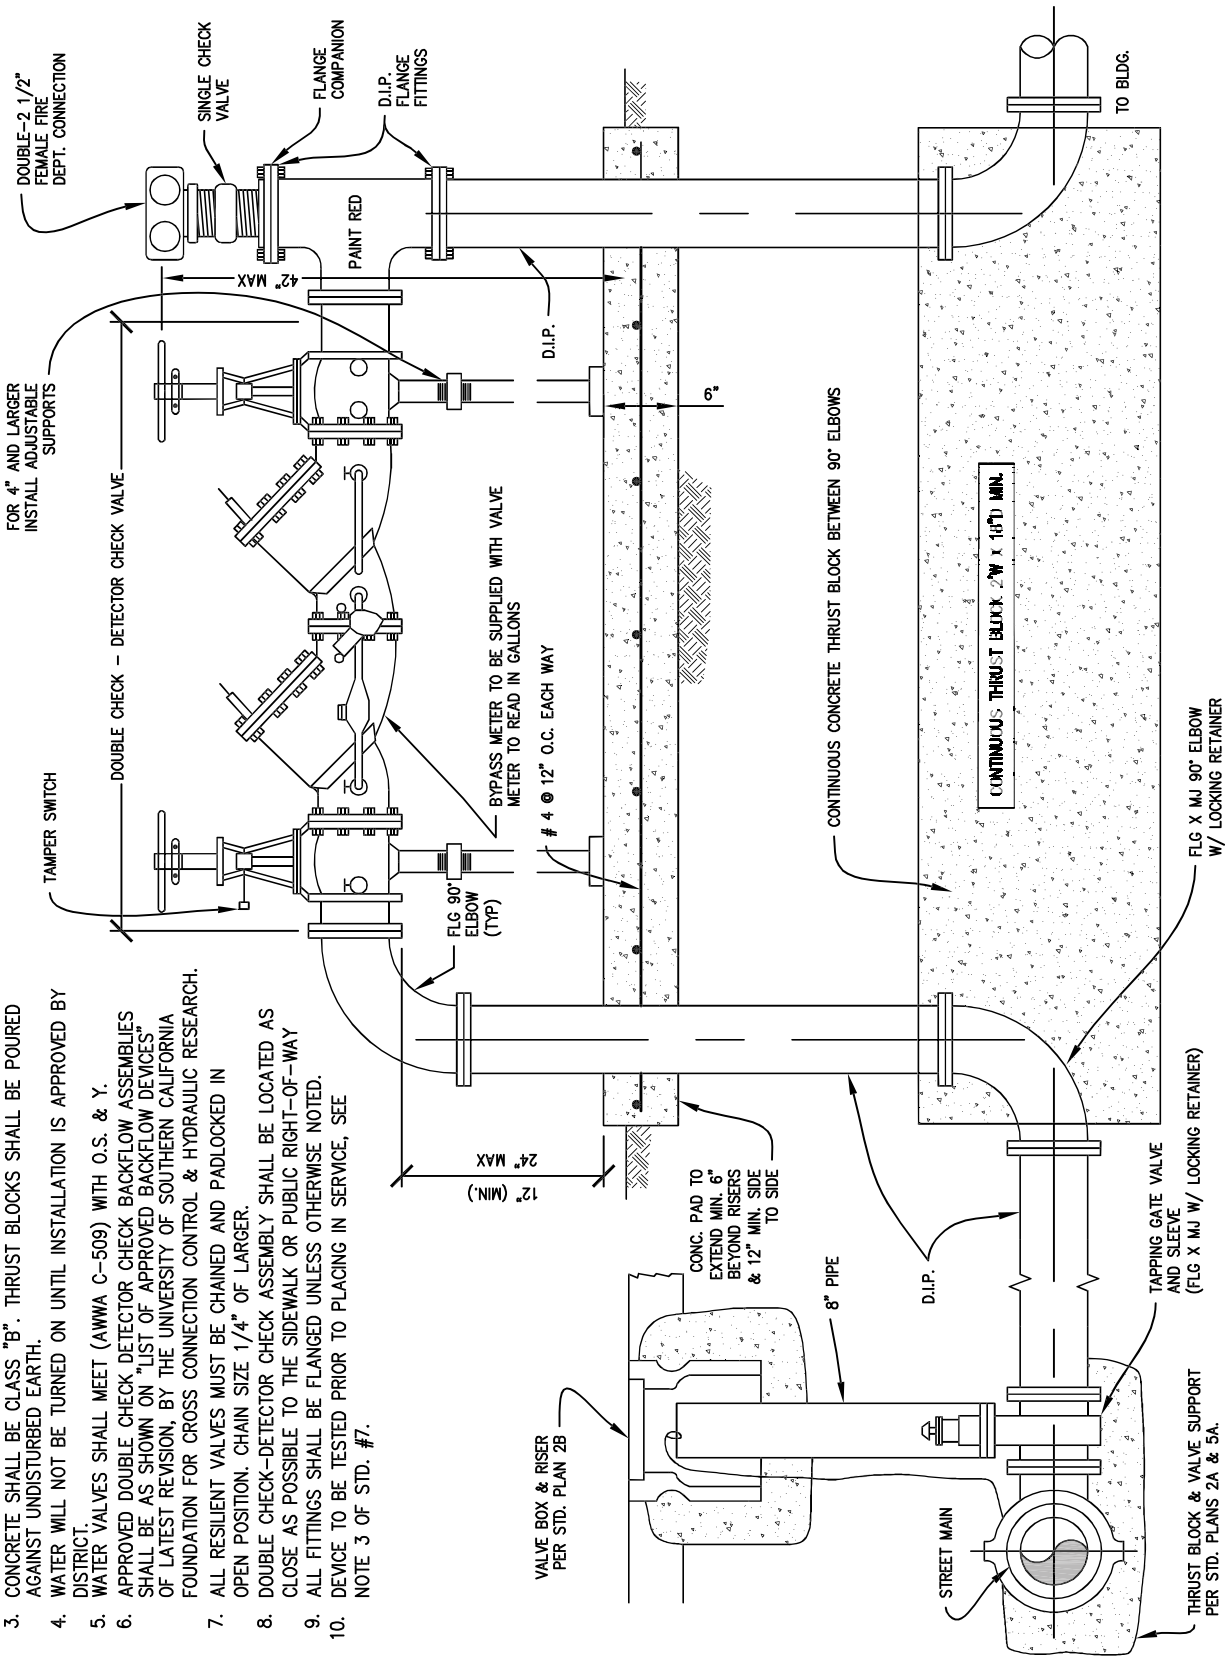 3. CONCRETE SHALL BE CLASS "B". THRUST BLOCKS SHALL BE POURED
AGAINST UNDISTURBED EARTH.
4. WATER WILL NOT BE TURNED ON UNTIL INSTALLATION IS APPROVED BY
DISTRICT.
5. WATER VALVES SHALL MEET (AWWA C-509) WITH O.S. & Y.
6. APPROVED DOUBLE CHECK DETECTOR CHECK BACKFLOW ASSEMBLIES
SHALL BE AS SHOWN ON "LIST OF APPROVED BACKFLOW DEVICES"
OF LATEST REVISION, BY THE UNIVERSITY OF SOUTHERN CALIFORNIA
FOUNDATION FOR CROSS CONNECTION CONTROL & HYDRAULIC RESEARCH.
7. ALL RESILIENT VALVES MUST BE CHAINED AND PADLOCKED IN
OPEN POSITION. CHAIN SIZE 1/4" OF LARGER.
8. DOUBLE CHECK-DETECTOR CHECK ASSEMBLY SHALL BE LOCATED AS
CLOSE AS POSSIBLE TO THE SIDEWALK OR PUBLIC RIGHT-OF-WAY
9. ALL FITTINGS SHALL BE FLANGED UNLESS OTHERWISE NOTED.
10. DEVICE TO BE TESTED PRIOR TO PLACING IN SERVICE, SEE
NOTE 3 OF STD. #7.
TAMPER SWITCH
DOUBLE CHECK - DETECTOR CHECK VALVE
FOR 4" AND LARGER
INSTALL ADJUSTABLE
SUPPORTS
DOUBLE-2 1/2"
FEMALE FIRE
DEPT. CONNECTION
SINGLE CHECK
VALVE
FLANGE
COMPANION
D.I.P.
FLANGE
FITTINGS
PAINT RED
42" MAX
D.I.P.
FLG 90°
ELBOW
(TYP)
BYPASS METER TO BE SUPPLIED WITH VALVE
METER TO READ IN GALLONS
# 4 @ 12" O.C. EACH WAY
24" MAX
12" (MIN.)
9"
CONC. PAD TO
EXTEND MIN. 6"
BEYOND RISERS
& 12" MIN. SIDE
TO SIDE
VALVE BOX & RISER
PER STD. PLAN 2B
8" PIPE
D.I.P.
CONTINUOUS CONCRETE THRUST BLOCK BETWEEN 90° ELBOWS
CONTINUOUS THRUST BLOCK 2"W X 18"D MIN.
STREET MAIN
TO BLDG.
TAPPING GATE VALVE
AND SLEEVE
(FLG X MJ W/ LOCKING RETAINER)
FLG X MJ 90° ELBOW
W/ LOCKING RETAINER
THRUST BLOCK & VALVE SUPPORT
PER STD. PLANS 2A & 5A.